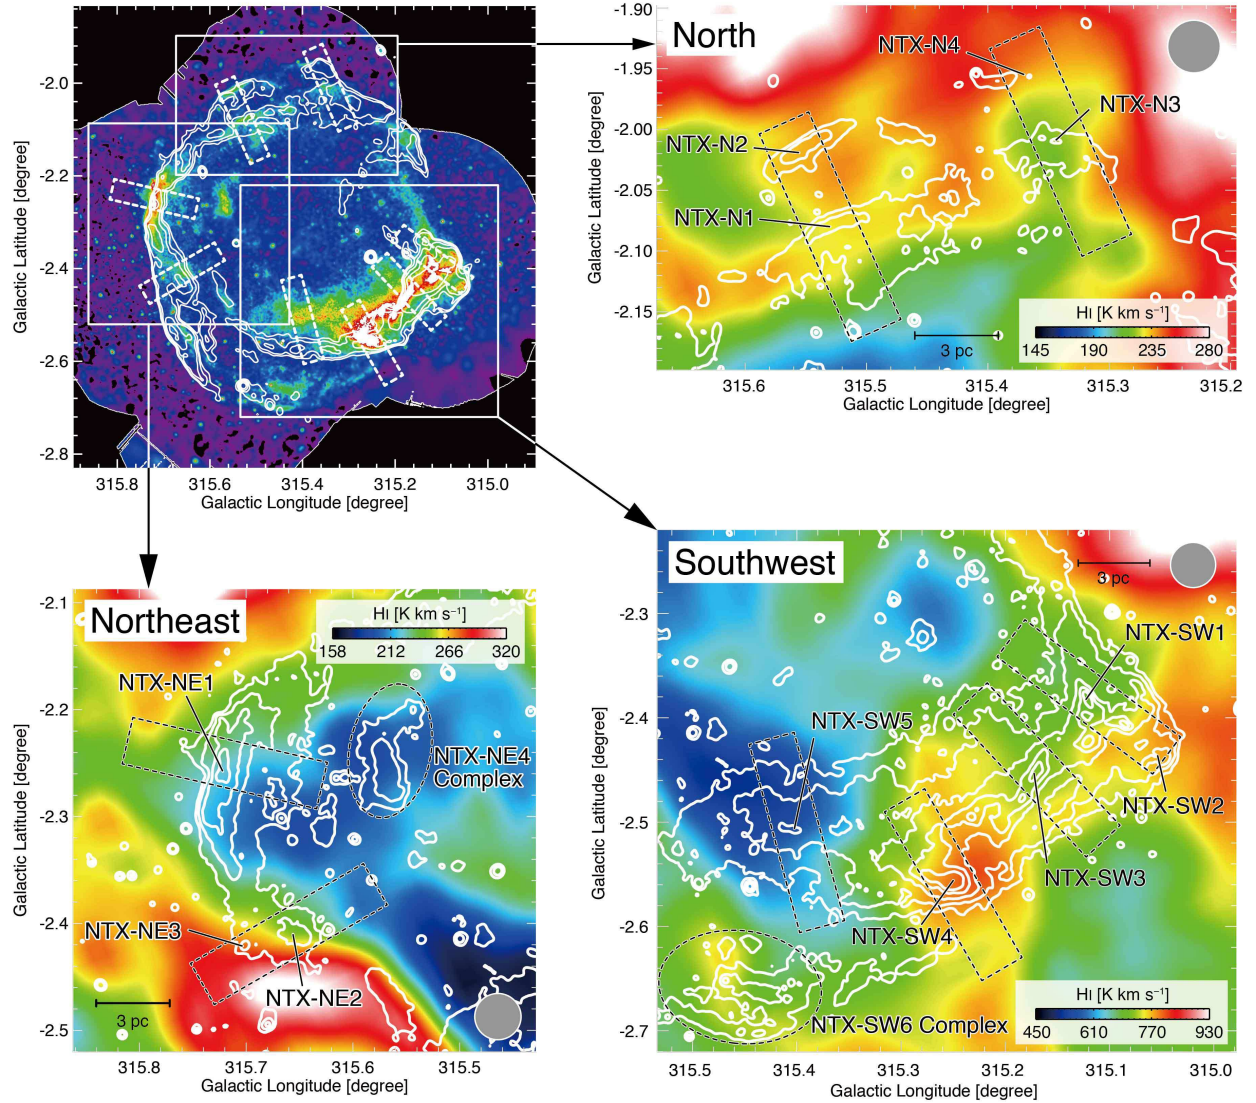 -2.0
-2.2
-2.4
-2.6
-2.8
Galactic Latitude [degree]
315.8
315.6
315.4
315.2
315.0
Galactic Longitude [degree]
North
-1.90
-1.95
-2.00
-2.05
-2.10
-2.15
Galactic Latitude [degree]
NTX-N4
NTX-N3
NTX-N2
NTX-N1
3 pc
HI [K km s⁻¹]
145 190 235 280
315.6
315.5
315.4
315.3
315.2
Galactic Longitude [degree]
Northeast
-2.1
-2.2
-2.3
-2.4
-2.5
Galactic Latitude [degree]
HI [K km s⁻¹]
158 212 266 320
NTX-NE1
NTX-NE4
Complex
NTX-NE3
NTX-NE2
3 pc
315.8
315.7
315.6
315.5
Galactic Longitude [degree]
Southwest
3 pc
-2.3
-2.4
-2.5
-2.6
-2.7
Galactic Latitude [degree]
NTX-SW1
NTX-SW5
NTX-SW2
NTX-SW3
NTX-SW4
NTX-SW6 Complex
HI [K km s⁻¹]
450 610 770 930
315.5
315.4
315.3
315.2
315.1
315.0
Galactic Longitude [degree]